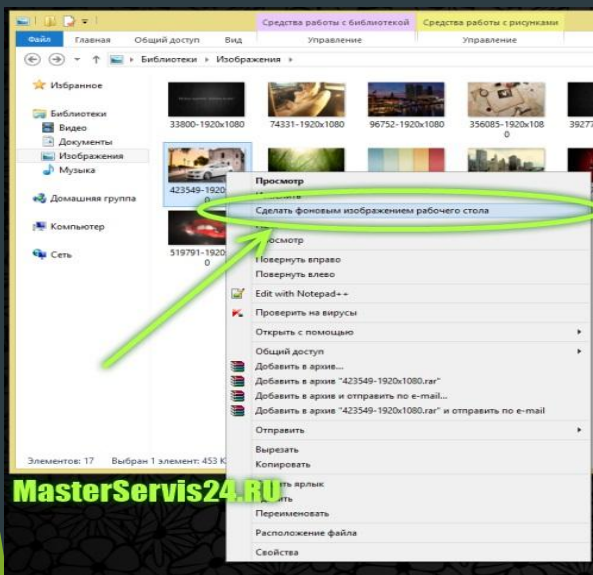 Средства работы с библиотекой Средства работы с рисунками
Файл Главная Общий доступ Вид Управление Управление
Библиотеки Изображения
Избранное
Библиотеки
Видео
Документы
Изображения
Музыка
Домашняя группа
Компьютер
Сеть
33800-1920x1080 74331-1920x1080 96752-1920x1080 356085-1920x108 39277
0
423549-1920
519791-1920
0
Просмотр
Сделать фоновым изображением рабочего стола
Повернуть вправо
Повернуть влево
Edit with Notepad++
Проверить на вирусы
Открыть с помощью
Общий доступ
Добавить в архив...
Добавить в архив "423549-1920x1080.rar"
Добавить в архив и отправить по e-mail...
Добавить в архив "423549-1920x1080.rar" и отправить по e-mail
Отправить
Вырезать
Копировать
ярлык
Переименовать
Расположение файла
Свойства
Элементов: 17 Выбран 1 элемент: 453 К
MasterServis24.RU